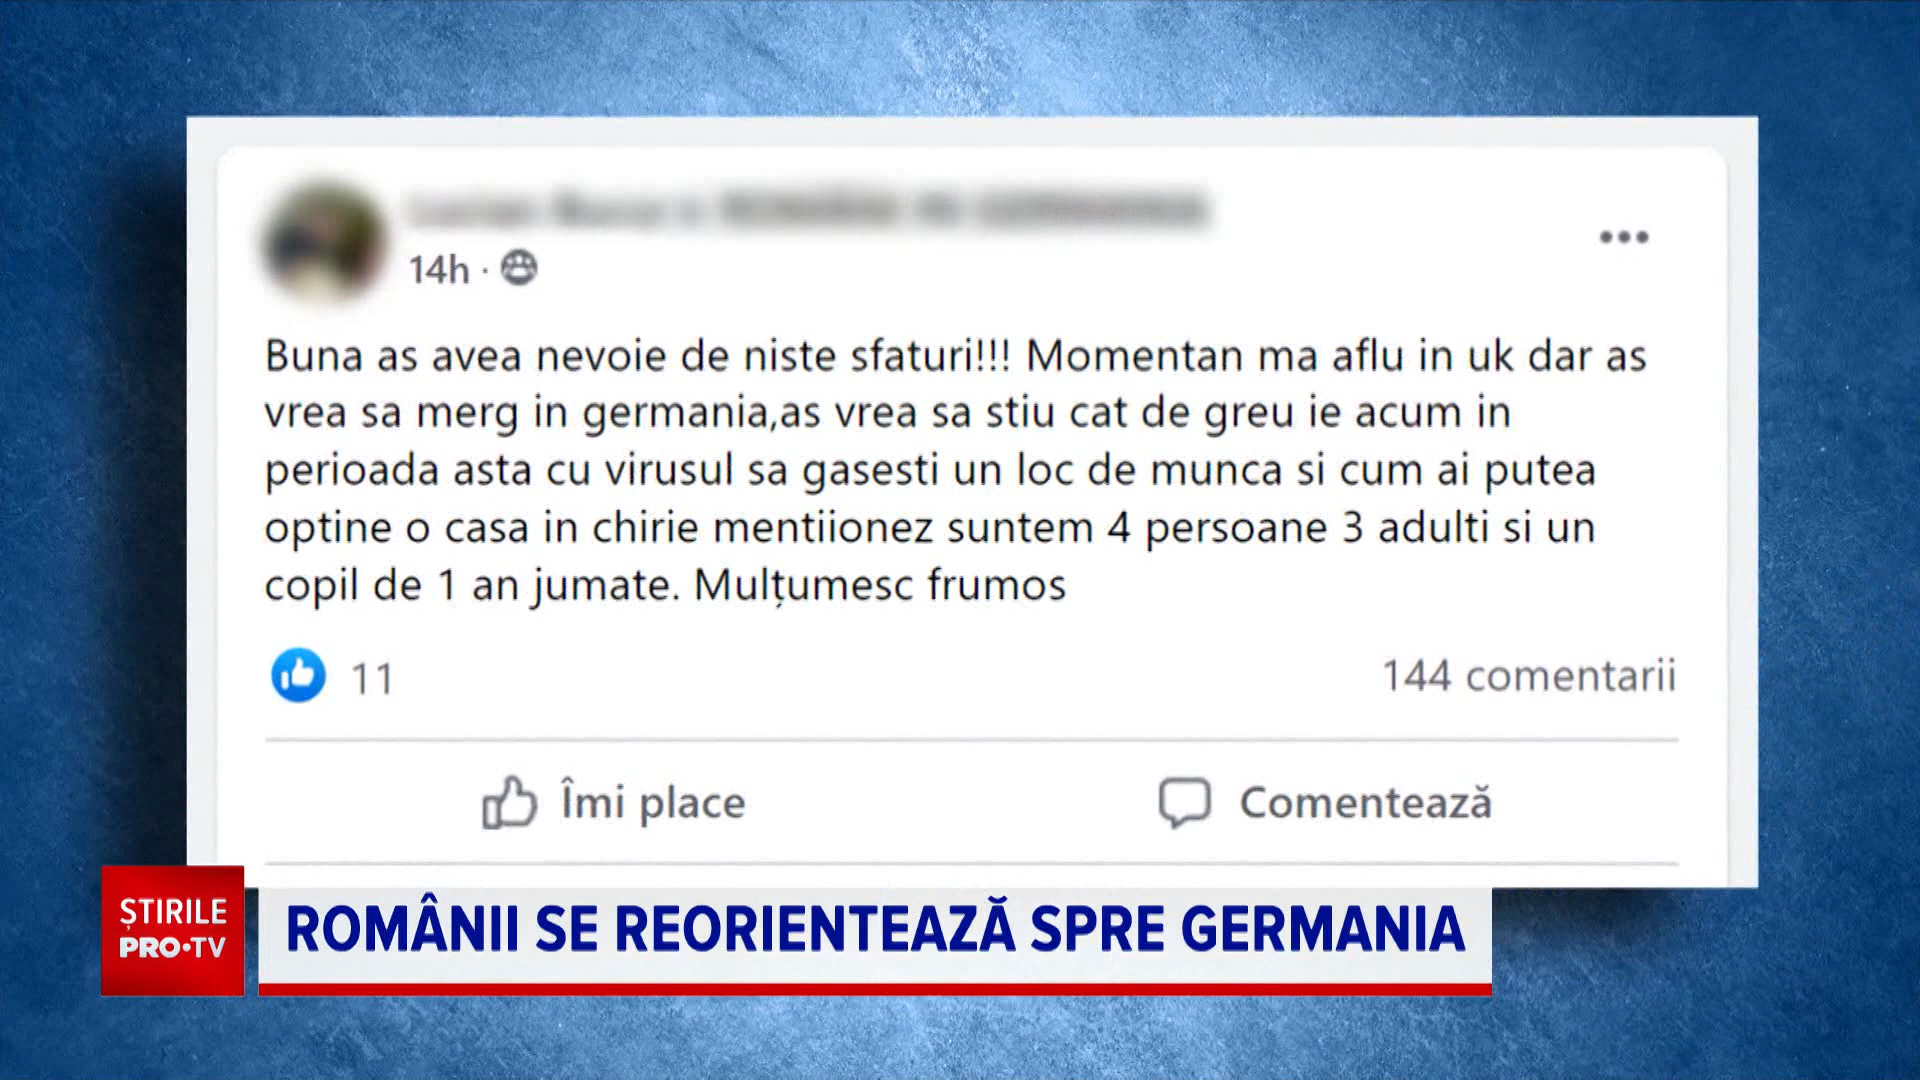 14h ·
Buna as avea nevoie de niste sfaturi!!! Momentan ma aflu in uk dar as
vrea sa merg in germania,as vrea sa stiu cat de greu ie acum in
perioada asta cu virusul sa gasesti un loc de munca si cum ai putea
optine o casa in chirie mentiionez suntem 4 persoane 3 adulti si un
copil de 1 an jumate. Mulțumesc frumos
11
144 comentarii
Îmi place
Comentează
ȘTIRILE
PRO•TV
ROMÂNII SE REORIENTEAZĂ SPRE GERMANIA